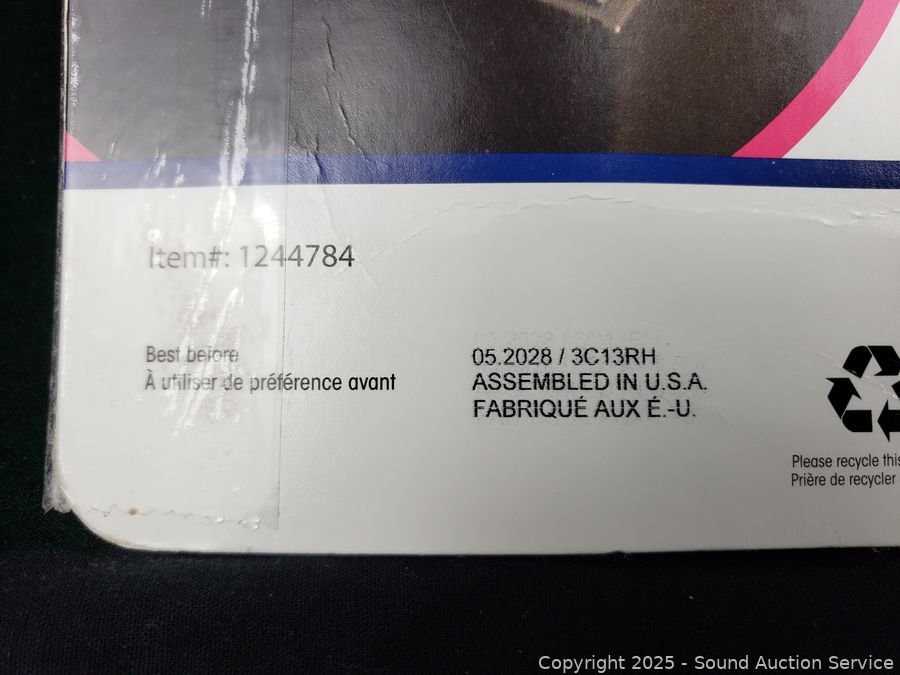 Item#: 1244784
Best before
À utiliser de préférence avant
05.2028 / 3C13RH
ASSEMBLED IN U.S.A.
FABRIQUÉ AUX É.-U.
Please recycle this
Prière de recycler
Copyright 2025 - Sound Auction Service